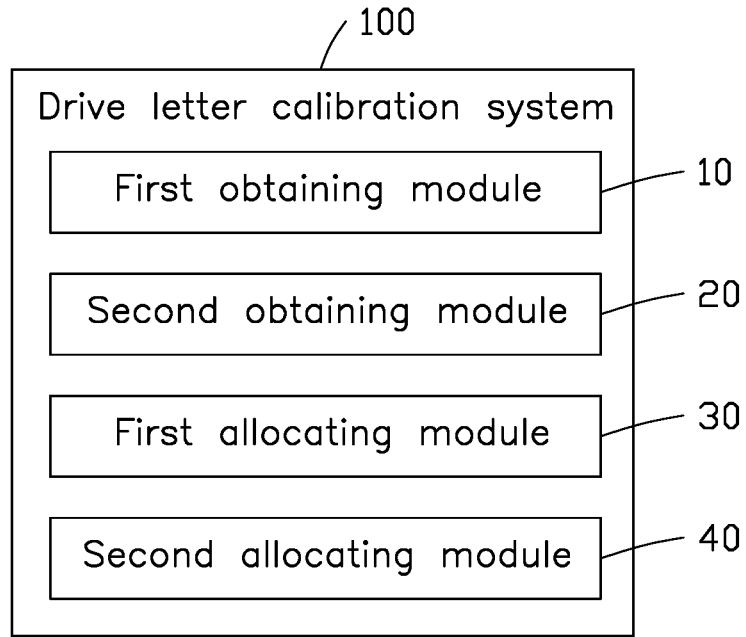 100
Drive letter calibration system
First obtaining module
10
Second obtaining module
20
First allocating module
30
Second allocating module
40